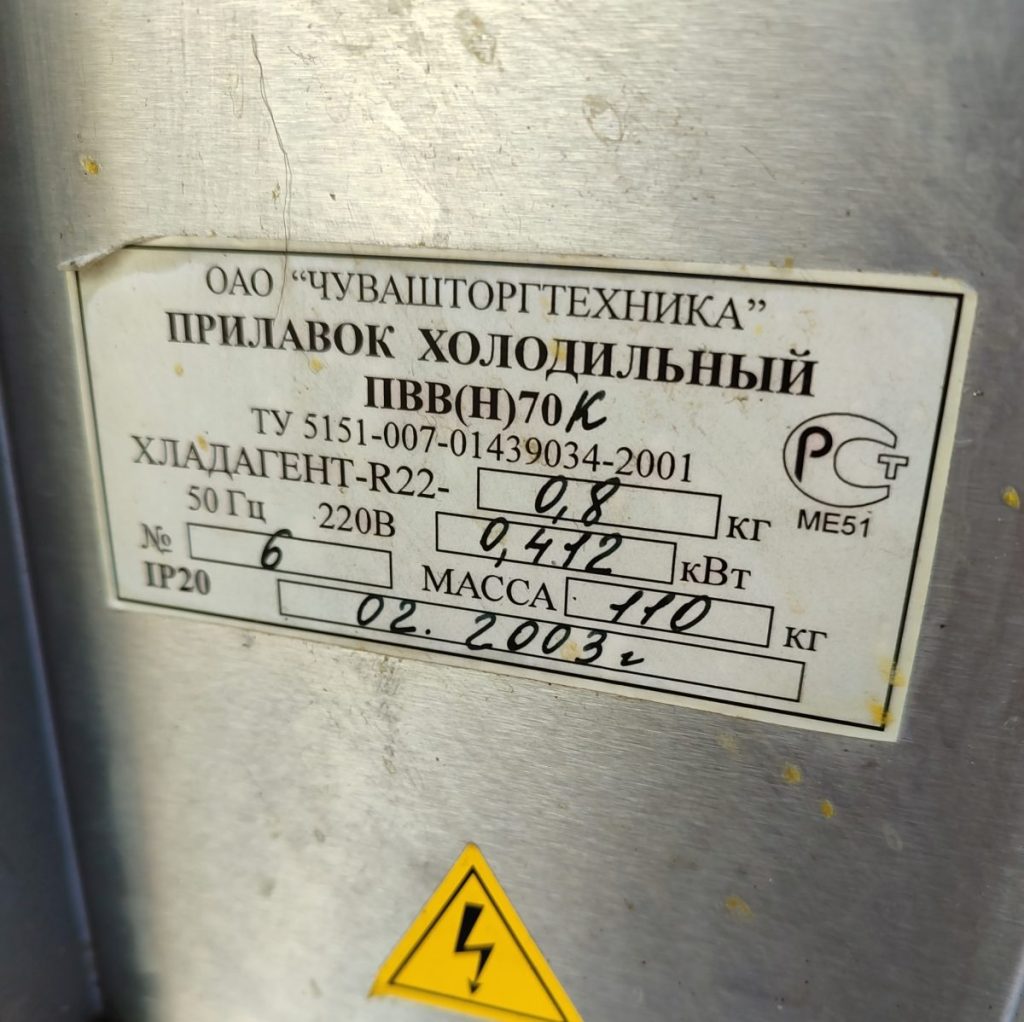 ОАО “ЧУВАШТОРГТЕХНИКА”
ПРИЛАВОК ХОЛОДИЛЬНЫЙ
ПВВ(Н)70К
ТУ 5151-007-01439034-2001
ХЛАДАГЕНТ-R22- 0,8 кг
50 Гц 220В 0,412 кВт
№ 6 МАССА 110 кг
IP20 02. 2003 г
РСТ
МЕ51